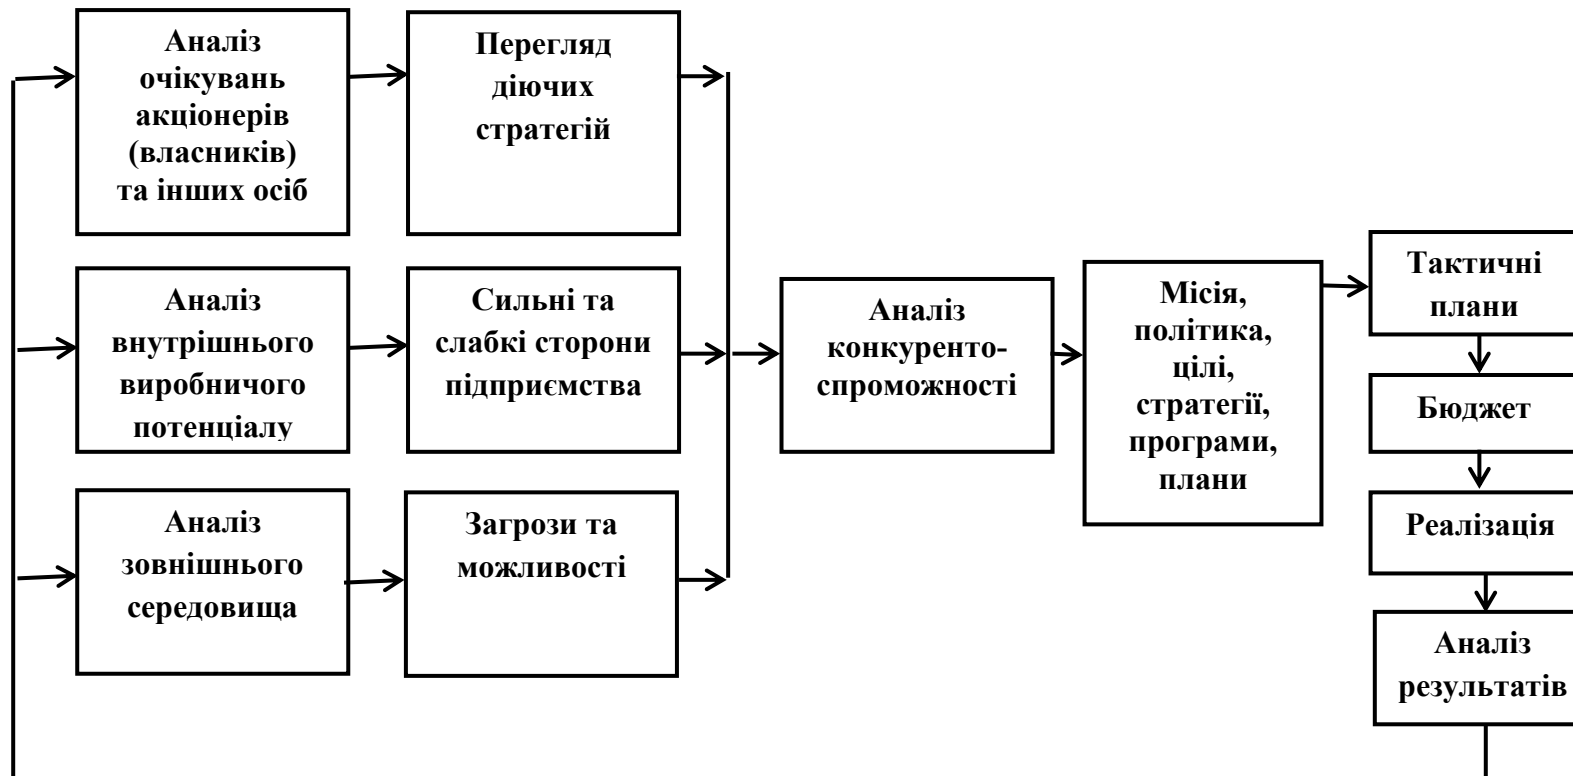 Аналіз
очікувань
акціонерів
(власників)
та інших осіб
Перегляд
діючих
стратегій
Аналіз
внутрішнього
виробничого
потенціалу
Сильні та
слабкі сторони
підприємства
Аналіз
зовнішнього
середовища
Загрози та
можливості
Аналіз
конкуренто-
спроможності
Місія,
політика,
цілі,
стратегії,
програми,
плани
Тактичні
плани
Бюджет
Реалізація
Аналіз
результатів